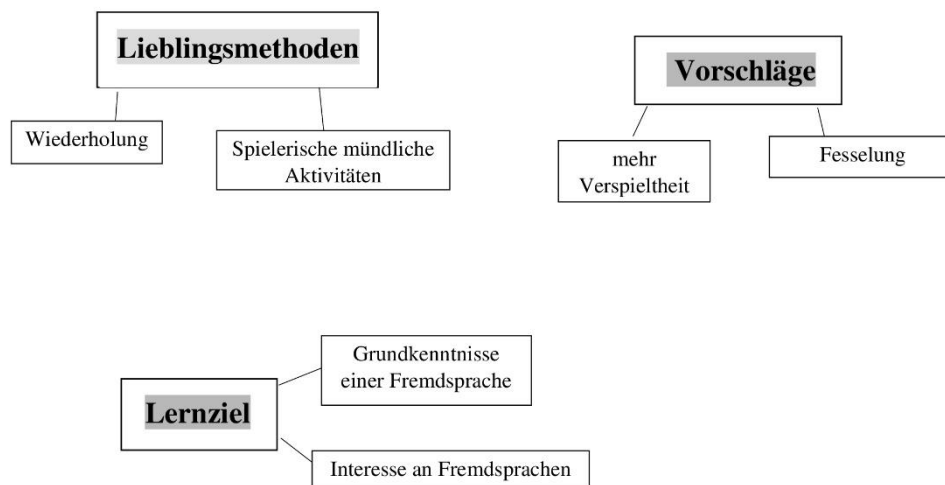 Lieblingsmethoden
Wiederholung
Spielerische mündliche
Aktivitäten
Vorschläge
mehr
Verspieltheit
Fesselung
Lernziel
Grundkenntnisse
einer Fremdsprache
Interesse an Fremdsprachen